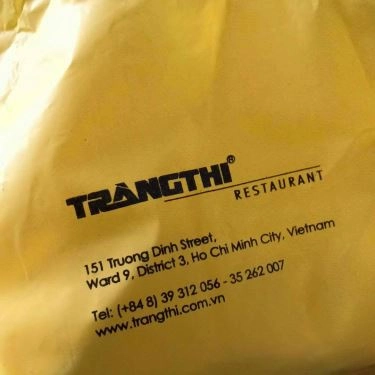 TRÀNGTHI®
RESTAURANT
151 Truong Dinh Street,
Ward 9, District 3, Ho Chi Minh City, Vietnam
Tel: (+84 8) 39 312 056 - 35 262 007
www.trangthi.com.vn